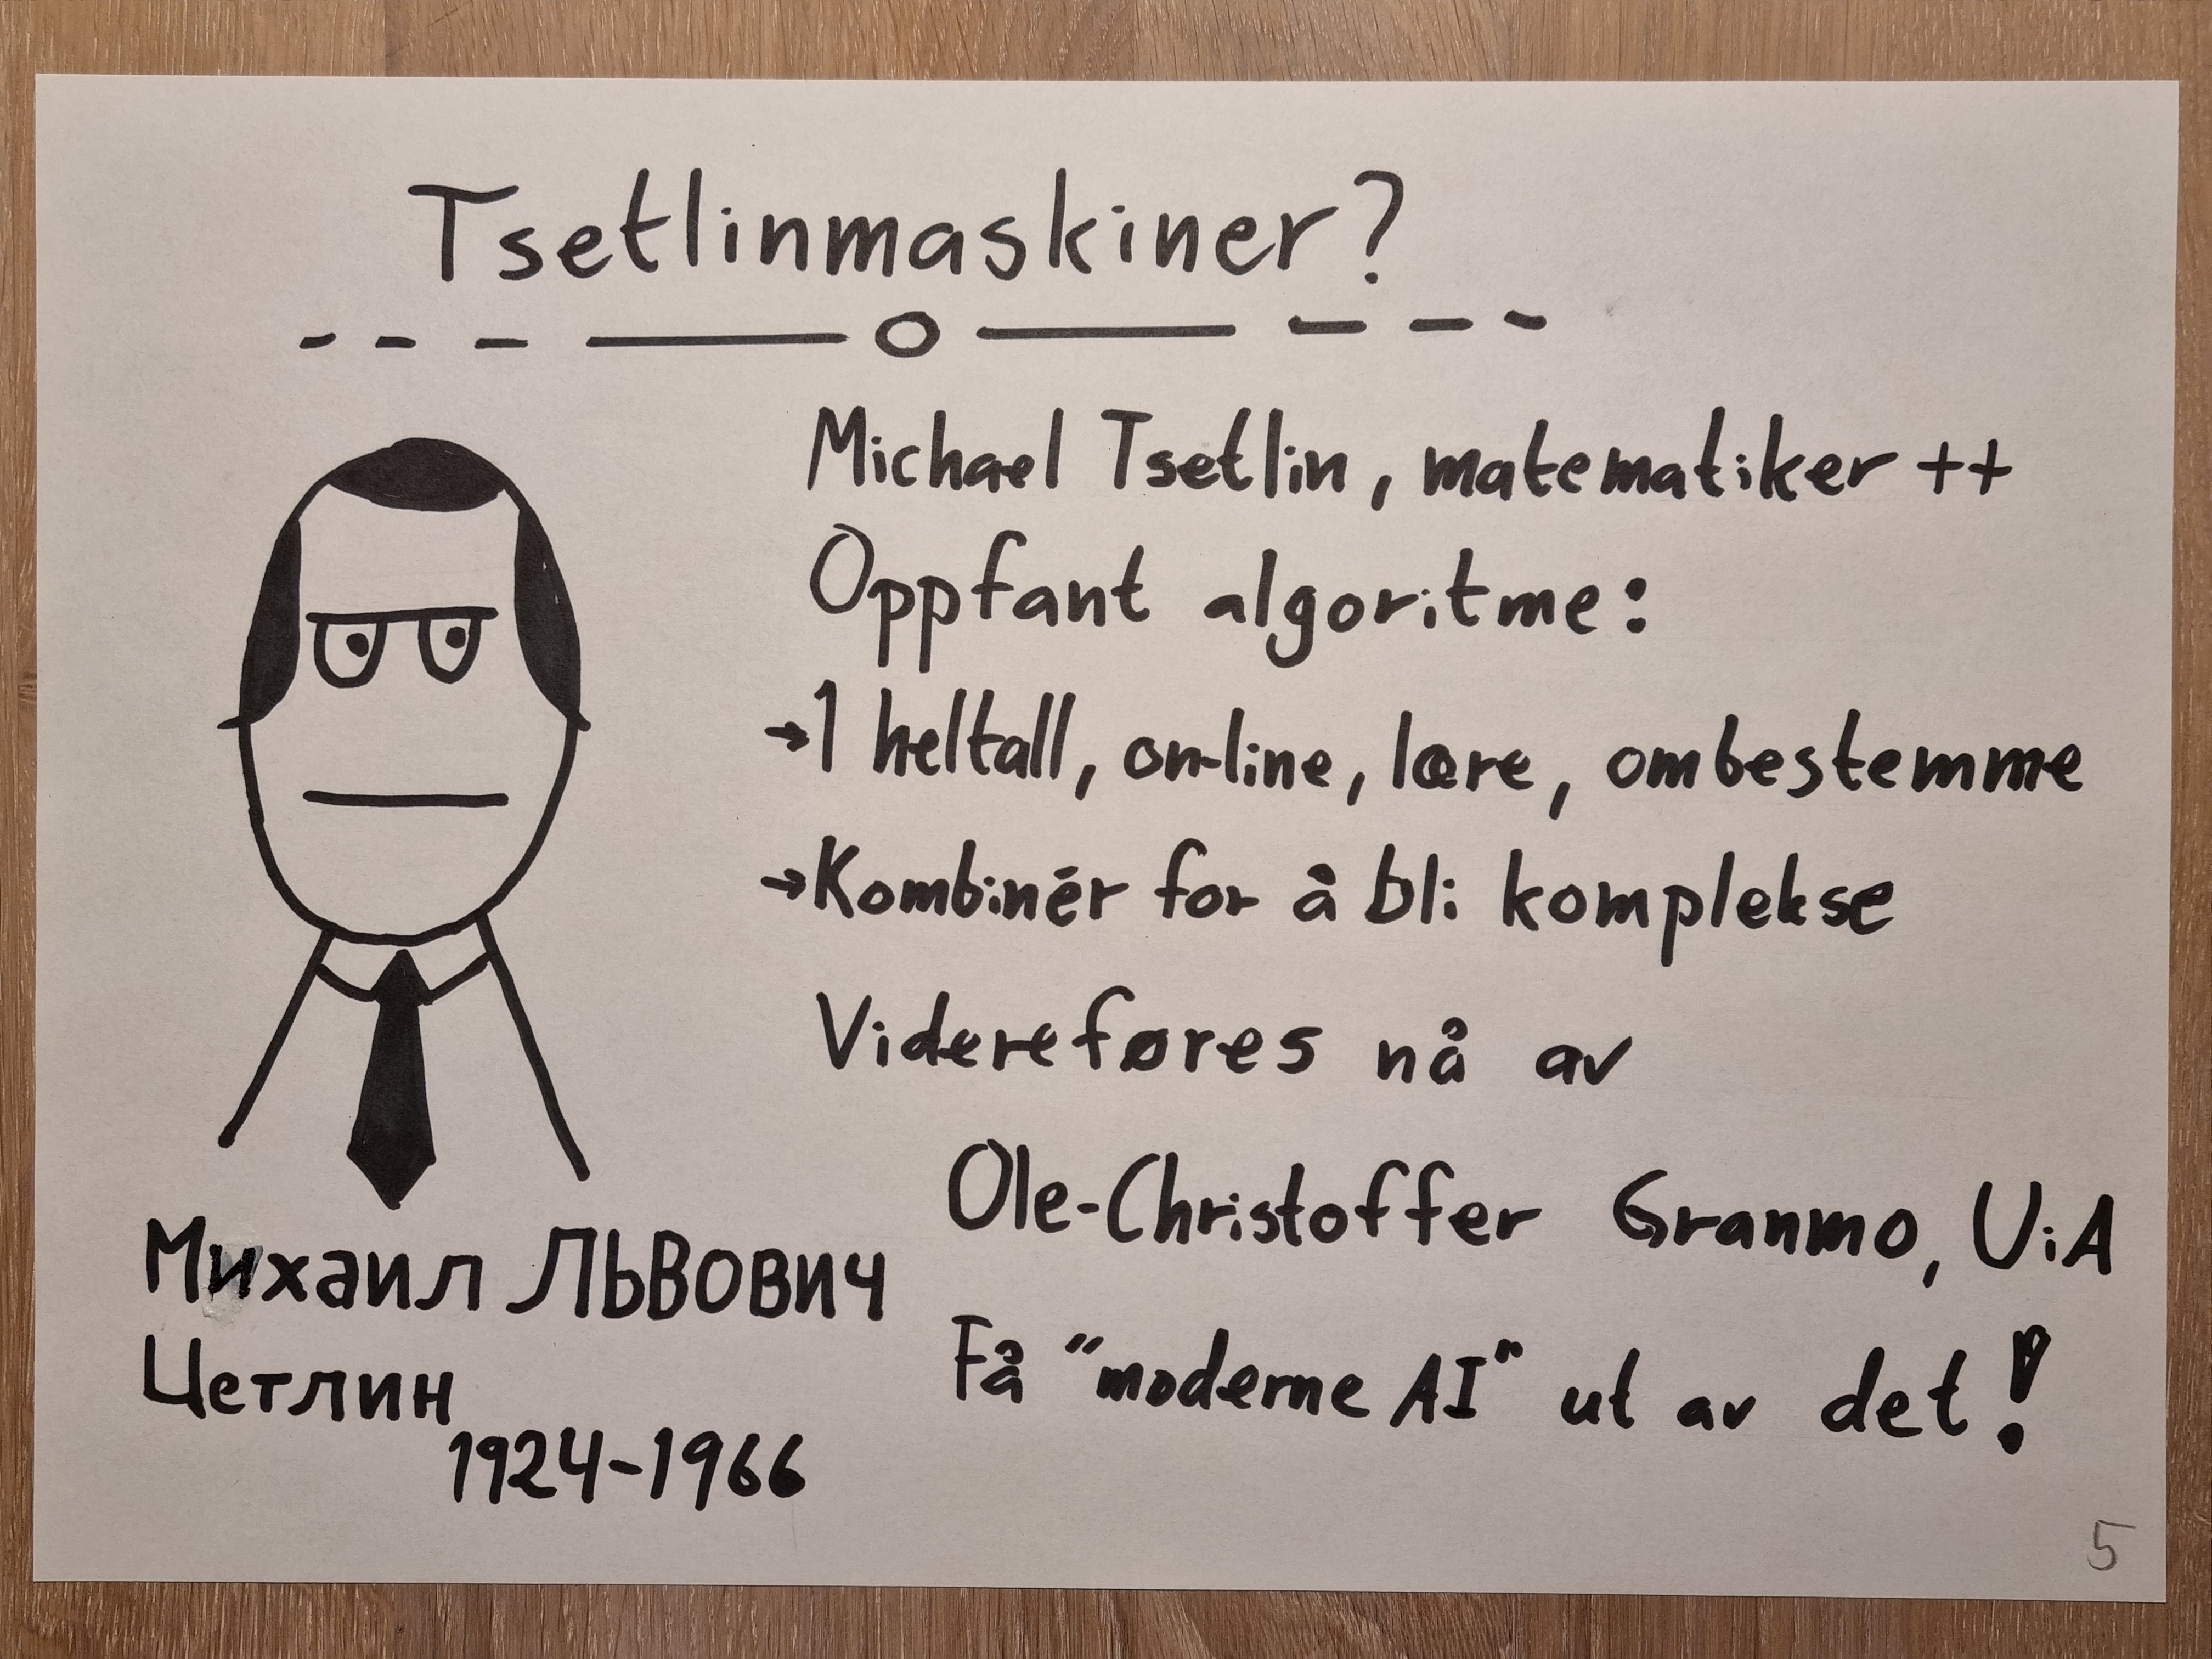 Tsetlinmaskiner?
Michael Tsetlin, matematiker ++
Oppfant algoritme:
→1 heltall, on-line, lære, ombestemme
→Kombinér for å bli komplekse
Videreføres nå av
Ole-Christoffer Granmo, UiA
Få "moderne AI" ut av det!
Михаил Львович
Цетлин
1924-1966
5